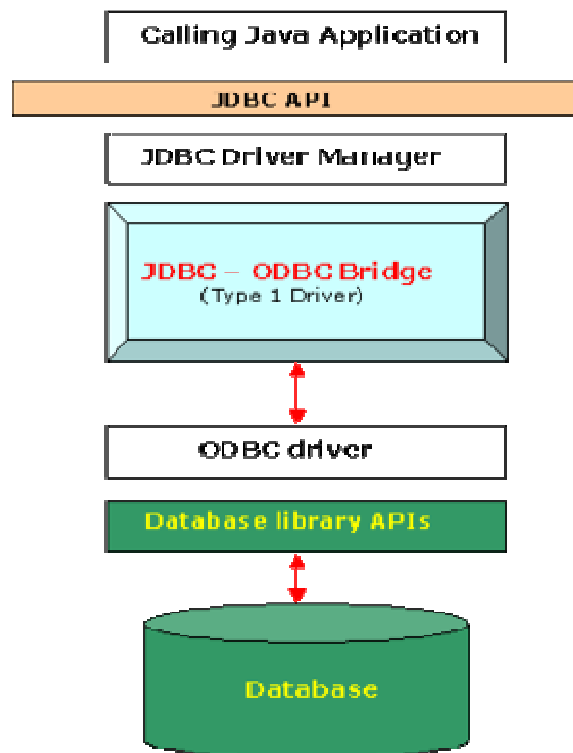 Calling Java Application
JDBC API
JDBC Driver Manager
JDBC – ODBC Bridge
(Type 1 Driver)
ODBC driver
Database library APIs
Database